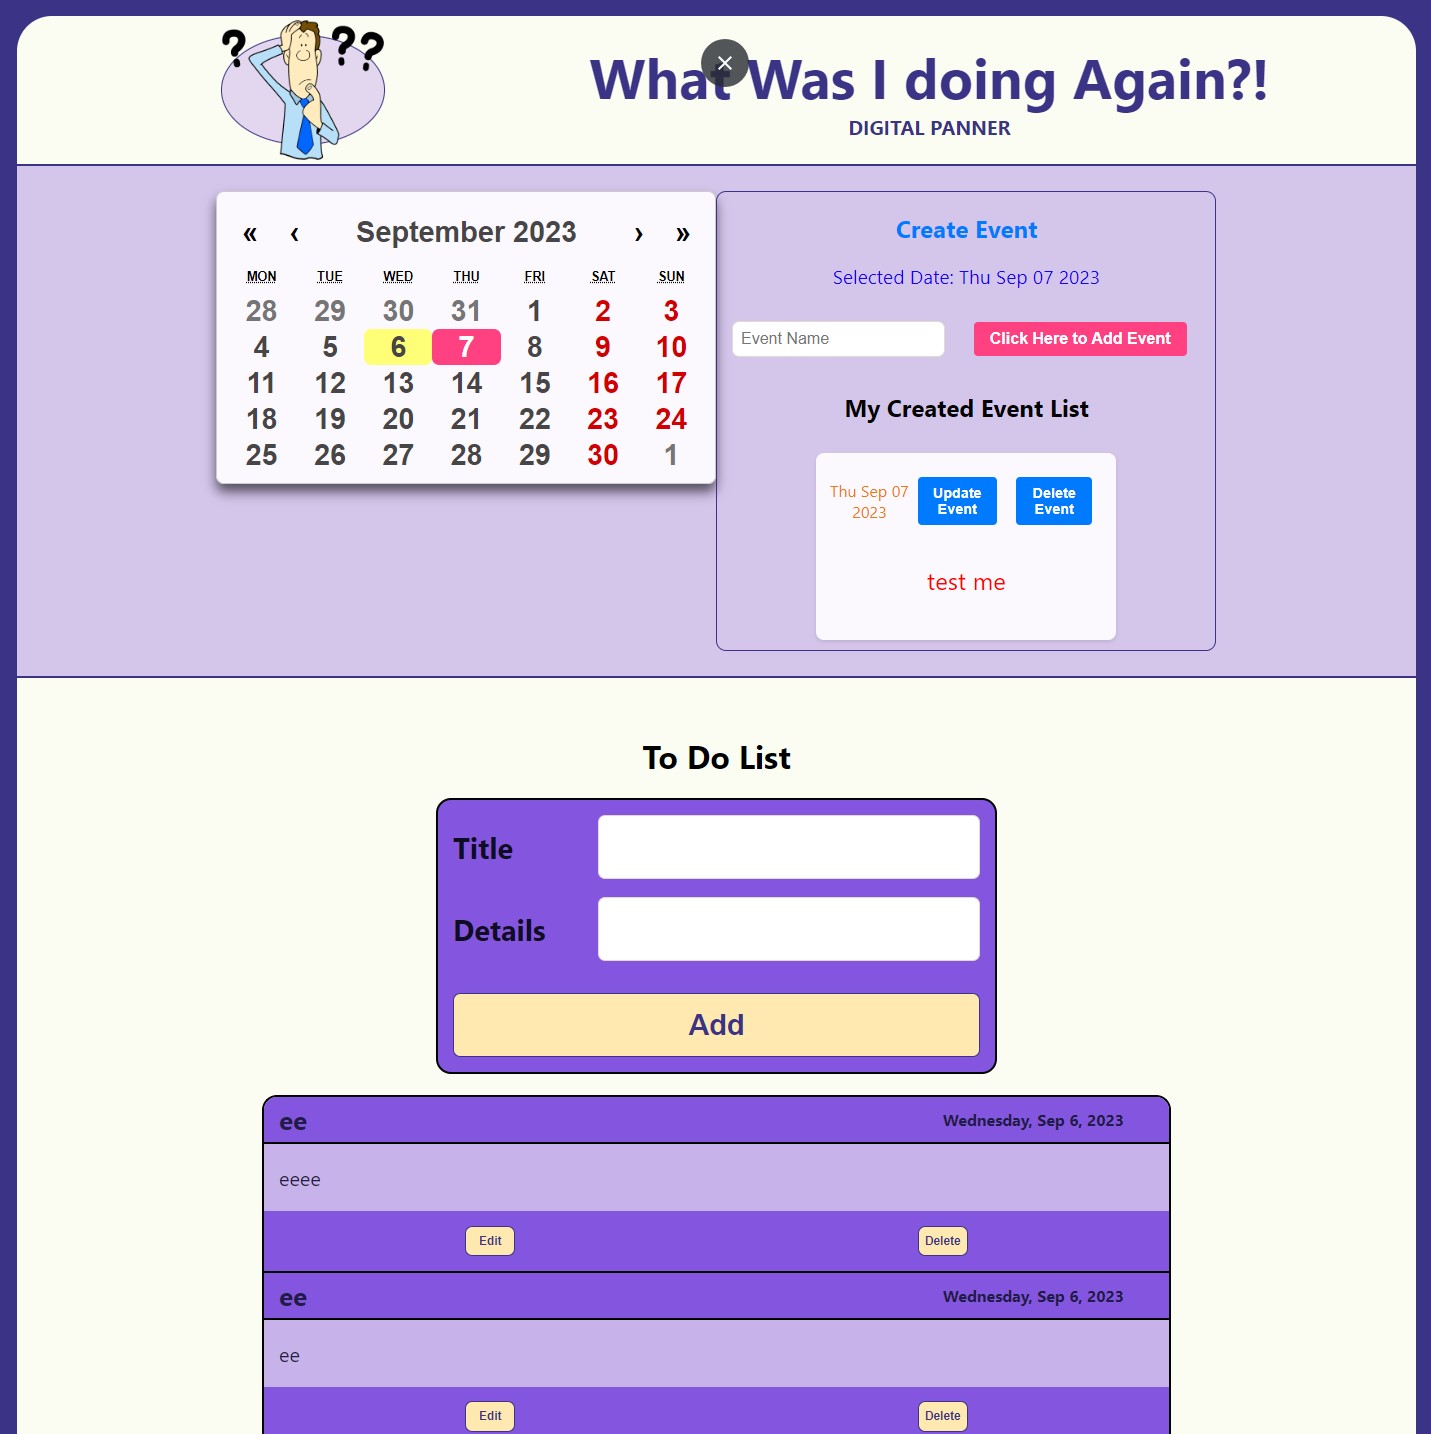 ? ? ?
What Was I doing Again?!
DIGITAL PANNER
« ‹ September 2023 › »
MON TUE WED THU FRI SAT SUN
28 29 30 31 1 2 3
4 5 6 7 8 9 10
11 12 13 14 15 16 17
18 19 20 21 22 23 24
25 26 27 28 29 30 1
Create Event
Selected Date: Thu Sep 07 2023
Event Name Click Here to Add Event
My Created Event List
Thu Sep 07
2023
Update
Event
Delete
Event
test me
To Do List
Title
Details
Add
ee Wednesday, Sep 6, 2023
eeee
Edit Delete
ee Wednesday, Sep 6, 2023
ee
Edit Delete